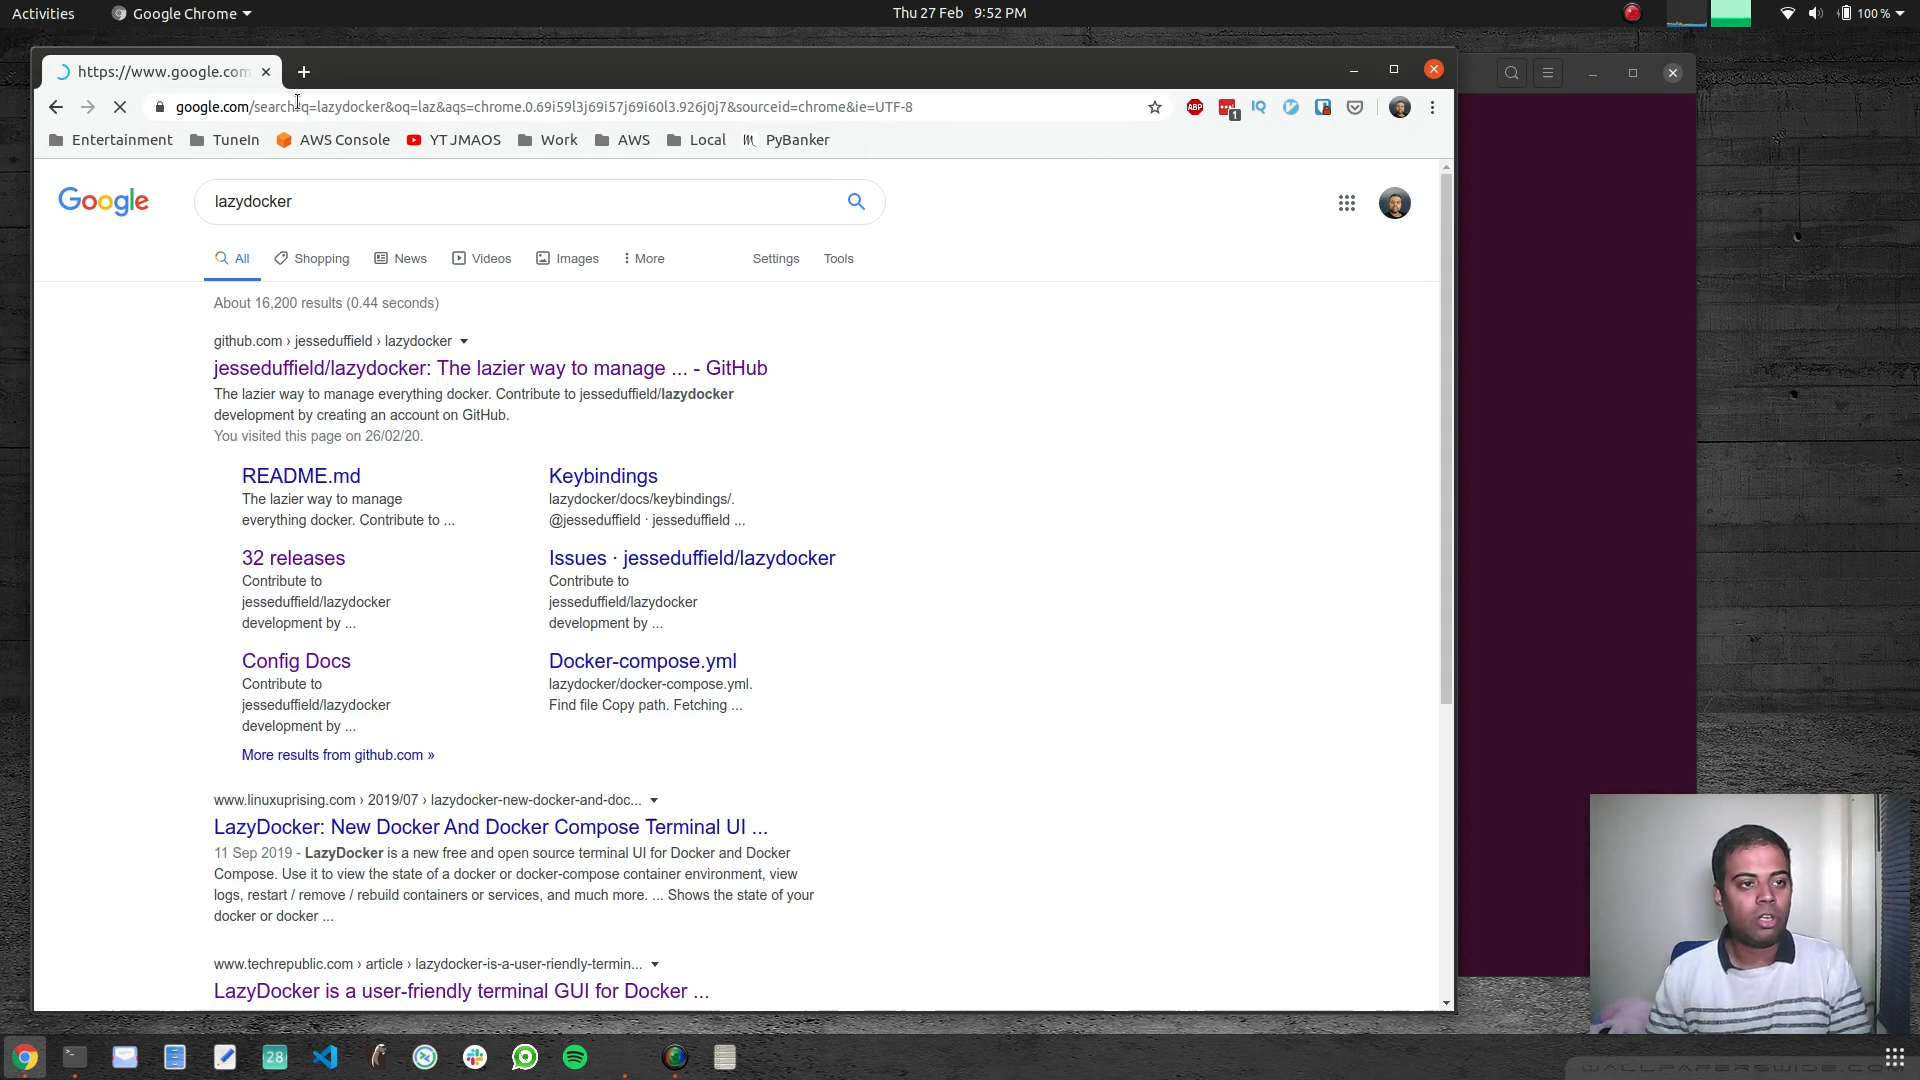 Activities
Google Chrome
Thu 27 Feb 9:52 PM
100 %
https://www.google.com
google.com/search?q=lazydocker&oq=laz&aqs=chrome.0.69i59l3j69i57j69i60l3.926j0j7&sourceid=chrome&ie=UTF-8
ABP
1
IQ
Entertainment
TuneIn
AWS Console
YT JMAOS
Work
AWS
Local
PyBanker
Google
lazydocker
All
Shopping
News
Videos
Images
More
Settings
Tools
About 16,200 results (0.44 seconds)
github.com › jesseduffield › lazydocker
jesseduffield/lazydocker: The lazier way to manage ... - GitHub
The lazier way to manage everything docker. Contribute to jesseduffield/lazydocker
development by creating an account on GitHub.
You visited this page on 26/02/20.
README.md
The lazier way to manage
everything docker. Contribute to ...
Keybindings
lazydocker/docs/keybindings/.
@jesseduffield · jesseduffield ...
32 releases
Contribute to
jesseduffield/lazydocker
development by ...
Issues · jesseduffield/lazydocker
Contribute to
jesseduffield/lazydocker
development by ...
Config Docs
Contribute to
jesseduffield/lazydocker
development by ...
Docker-compose.yml
lazydocker/docker-compose.yml.
Find file Copy path. Fetching ...
More results from github.com »
www.linuxuprising.com › 2019/07 › lazydocker-new-docker-and-doc...
LazyDocker: New Docker And Docker Compose Terminal UI ...
11 Sep 2019 - LazyDocker is a new free and open source terminal UI for Docker and Docker
Compose. Use it to view the state of a docker or docker-compose container environment, view
logs, restart / remove / rebuild containers or services, and much more. ... Shows the state of your
docker or docker ...
www.techrepublic.com › article › lazydocker-is-a-user-riendly-termin...
LazyDocker is a user-friendly terminal GUI for Docker ...
28
WALLPAPERSWIDE.COM